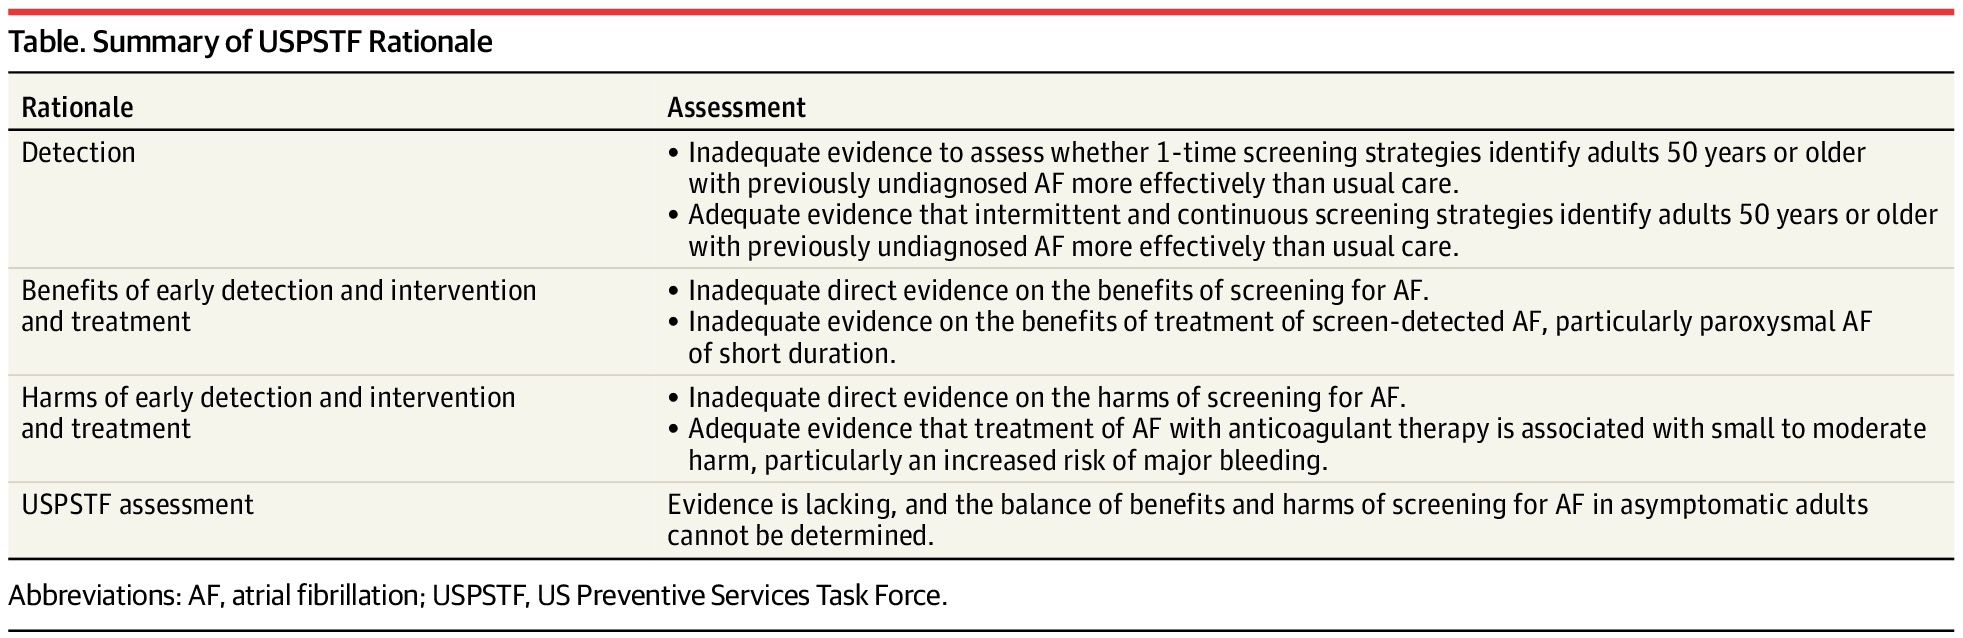 Table. Summary of USPSTF Rationale
Rationale
Assessment
Detection
• Inadequate evidence to assess whether 1-time screening strategies identify adults 50 years or older
with previously undiagnosed AF more effectively than usual care.
• Adequate evidence that intermittent and continuous screening strategies identify adults 50 years or older
with previously undiagnosed AF more effectively than usual care.
Benefits of early detection and intervention
and treatment
• Inadequate direct evidence on the benefits of screening for AF.
• Inadequate evidence on the benefits of treatment of screen-detected AF, particularly paroxysmal AF
of short duration.
Harms of early detection and intervention
and treatment
• Inadequate direct evidence on the harms of screening for AF.
• Adequate evidence that treatment of AF with anticoagulant therapy is associated with small to moderate
harm, particularly an increased risk of major bleeding.
USPSTF assessment
Evidence is lacking, and the balance of benefits and harms of screening for AF in asymptomatic adults
cannot be determined.
Abbreviations: AF, atrial fibrillation; USPSTF, US Preventive Services Task Force.